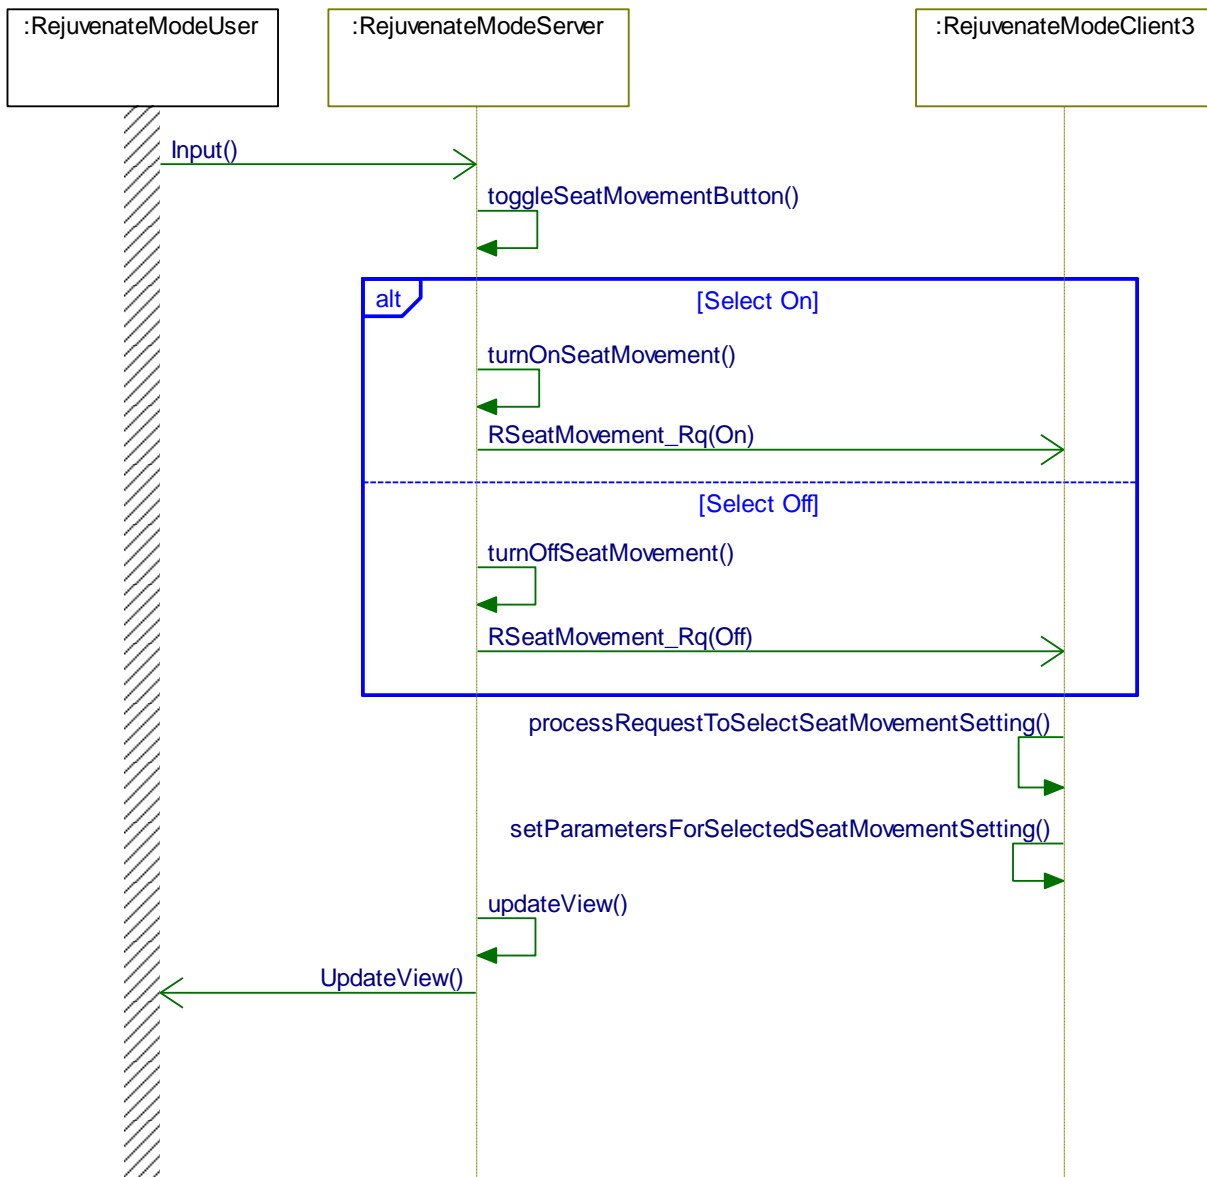 :RejuvenateModeUser
:RejuvenateModeServer
:RejuvenateModeClient3
Input()
toggleSeatMovementButton()
alt
[Select On]
turnOnSeatMovement()
RSeatMovement_Rq(On)
[Select Off]
turnOffSeatMovement()
RSeatMovement_Rq(Off)
processRequestToSelectSeatMovementSetting()
setParametersForSelectedSeatMovementSetting()
updateView()
UpdateView()